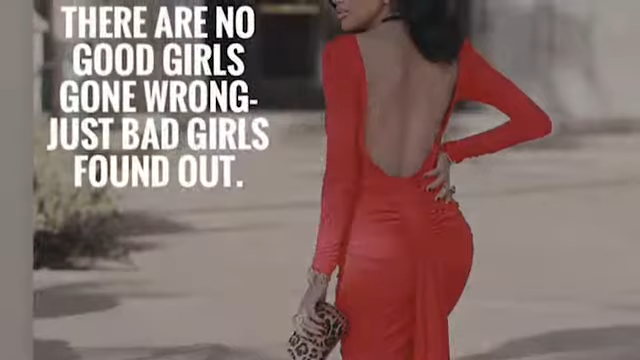 THERE ARE NO
GOOD GIRLS
GONE WRONG-
JUST BAD GIRLS
FOUND OUT.